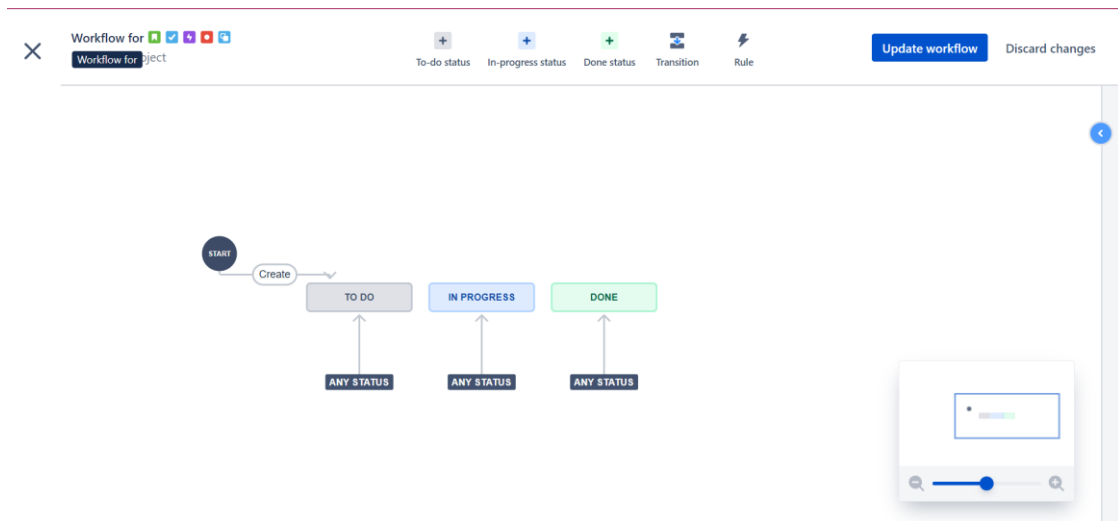 Workflow for
Workflow for oject
To-do status
In-progress status
Done status
Transition
Rule
Update workflow
Discard changes
START
Create
TO DO
IN PROGRESS
DONE
ANY STATUS
ANY STATUS
ANY STATUS